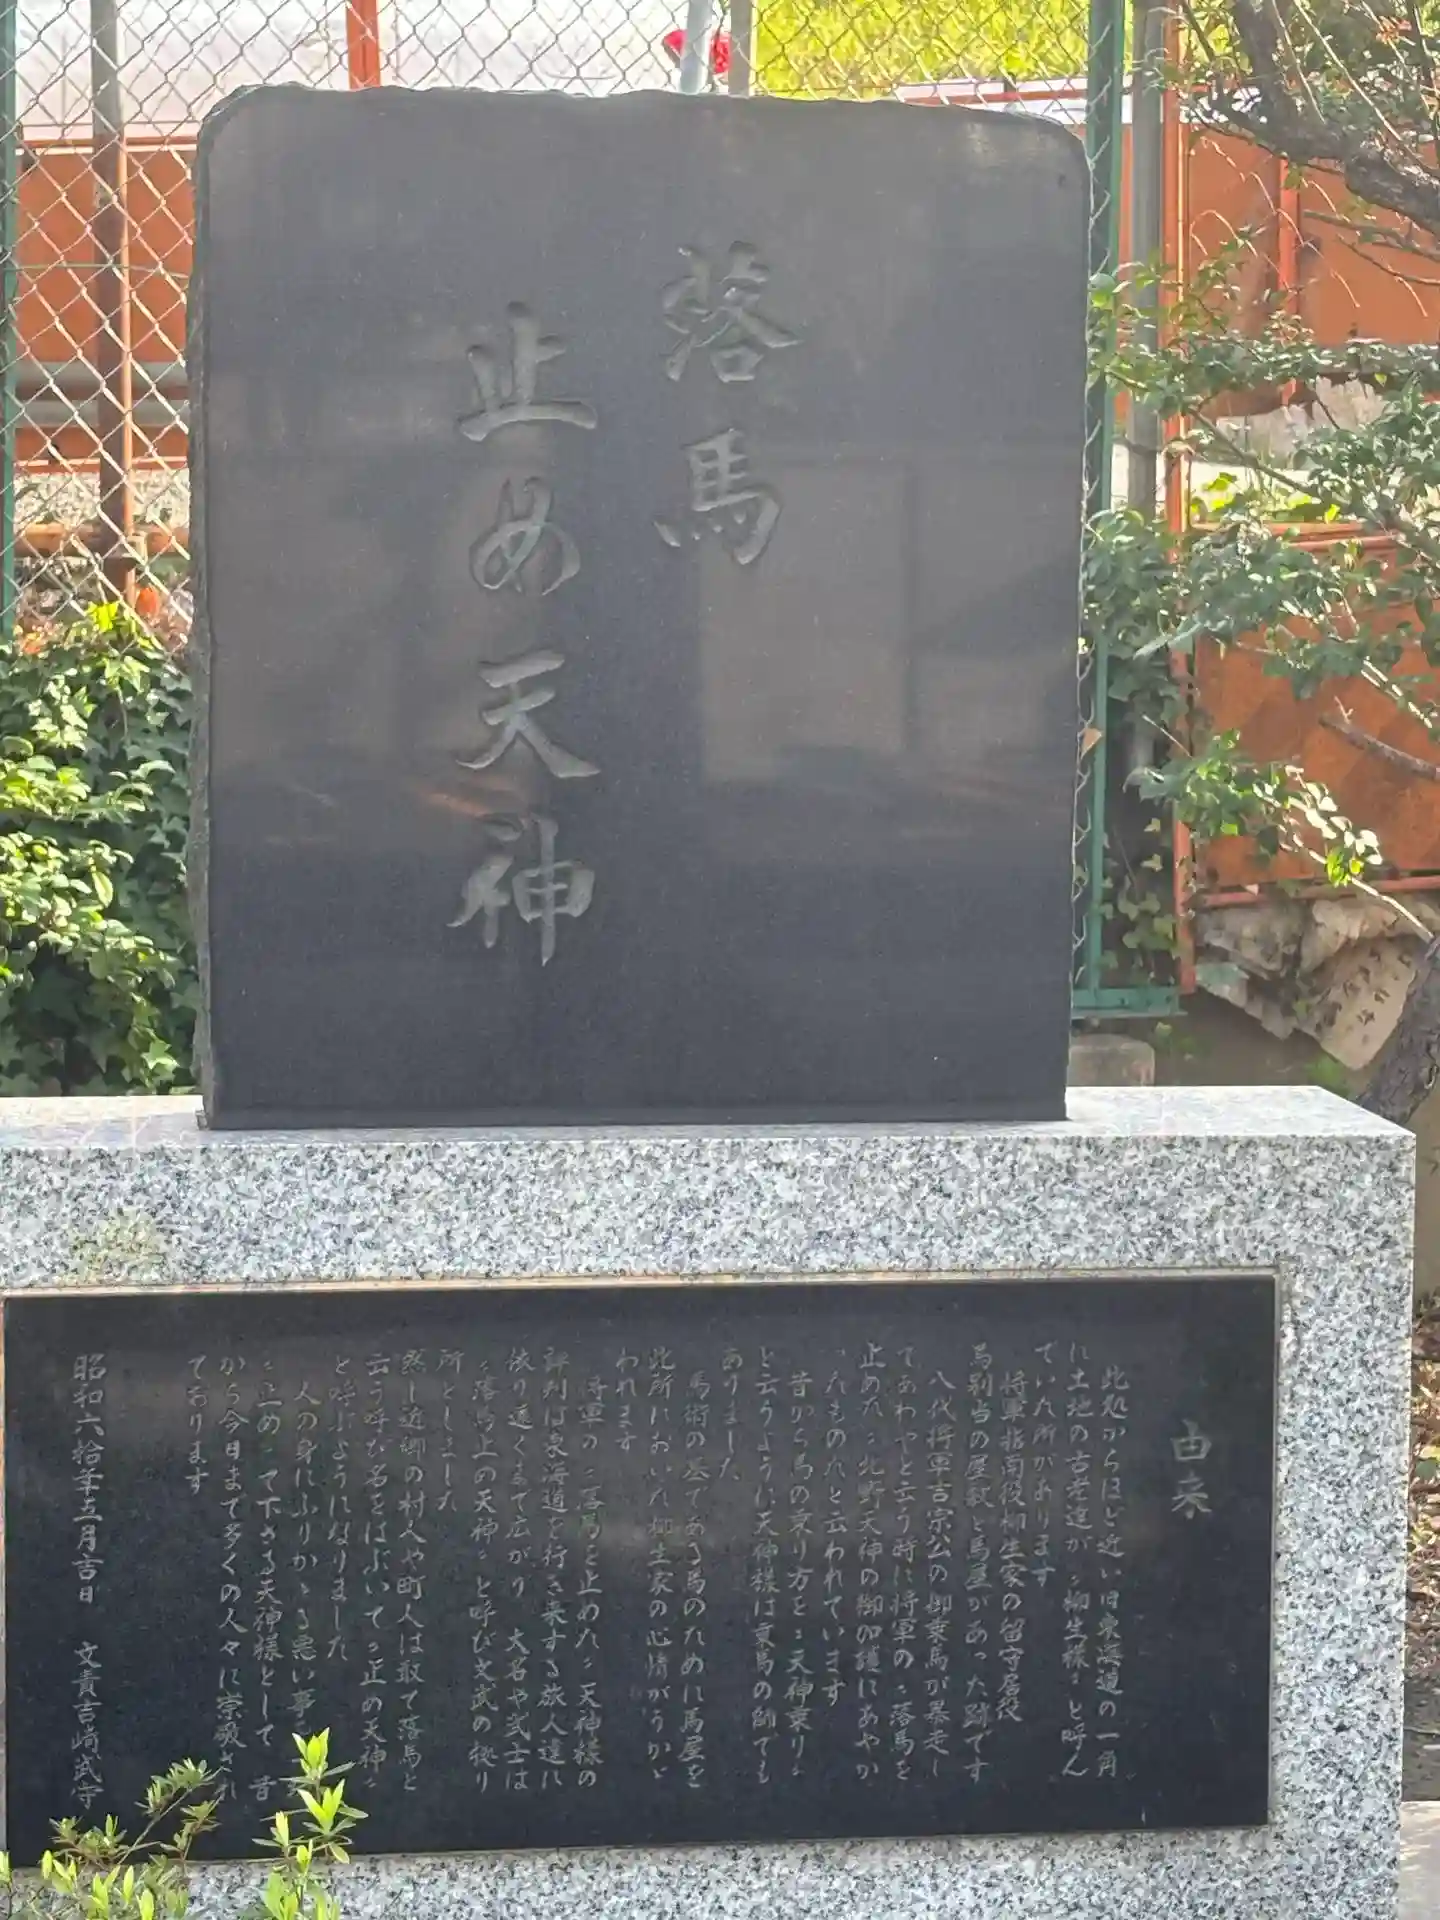 落馬
止め天神
由来
此処からほど近い旧東海道の一角
に土地の古老達が〝柳生様〟と呼ん
でいた所があります
将軍指南役柳生家の留守居役
馬別当の屋敷と馬屋があった跡です
八代将軍吉宗公の御乗馬が暴走し
てあわやと云う時に将軍の〝落馬を
止めた〟北野天神の御加護にあやか
ったものだと云われています
昔から馬の乗り方を〝天神乗り〟
と云うように天神様は乗馬の師でも
ありました
馬術の基である馬のために馬屋を
此所においた柳生家の心情がうかゞ
われます
将軍の〝落馬を止めた〟天神様の
評判は東海道を行き来する旅人達に
依り遠くまで広がり 大名や武士は
〝落馬止の天神〟と呼び文武の拠り
所としました
然し近郷の村人や町人は敢て落馬と
云う呼び名をはぶいて〝止め天神〟
と呼ぶようになりました
人の身にふりかゝる悪い事
〝止め〟て下さる天神様として 昔
から今日まで多くの人々に崇敬され
ております
昭和六拾年五月吉日 文責吉崎武守